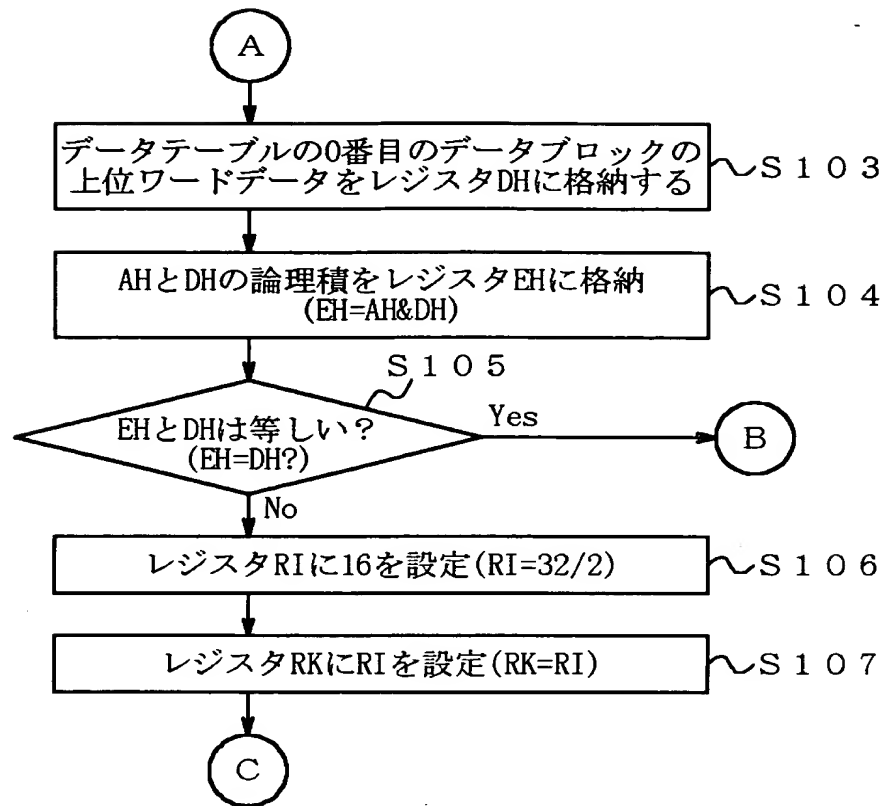 A
データテーブルの0番目のデータブロックの
上位ワードデータをレジスタDHに格納する
S103
AHとDHの論理積をレジスタEHに格納
(EH=AH&DH)
S104
S105
EHとDHは等しい？
(EH=DH?)
Yes
B
No
レジスタRIに16を設定(RI=32/2)
S106
レジスタRKにRIを設定(RK=RI)
S107
C